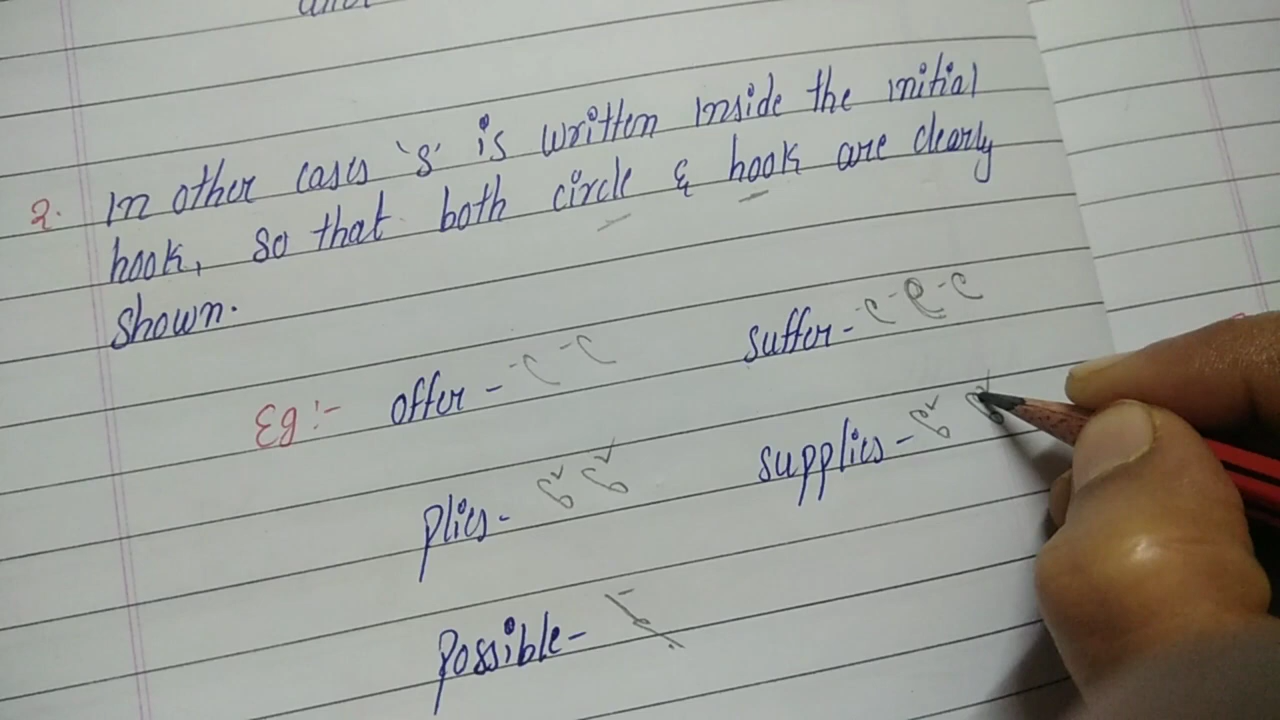 2. In other cases 's' is written inside the initial
hook, so that both circle & hook are clearly
shown.
Eg:- offer - suffer -
plies - supplies -
possible -